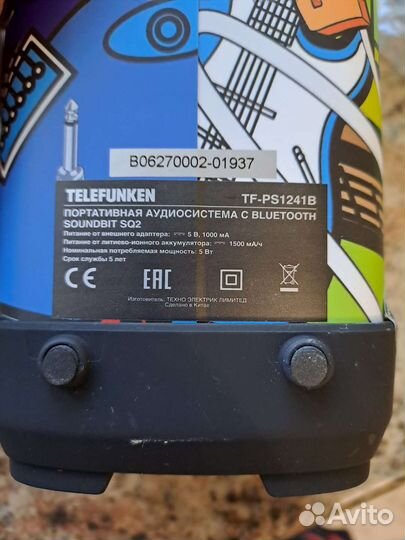 B06270002-01937
TELEFUNKEN TF-PS1241B
ПОРТАТИВНАЯ АУДИОСИСТЕМА С BLUETOOTH
SOUNDBIT SQ2
Питание от внешнего адаптера: 5 В, 1000 мА
Питание от литиево-ионного аккумулятора: 1500 мА/ч
Номинальная потребляемая мощность: 5 Вт
Срок службы 5 лет
CE EAC
Изготовитель: ТЕХНО ЭЛЕКТРИК ЛИМИТЕД
Сделано в Китае
Avito